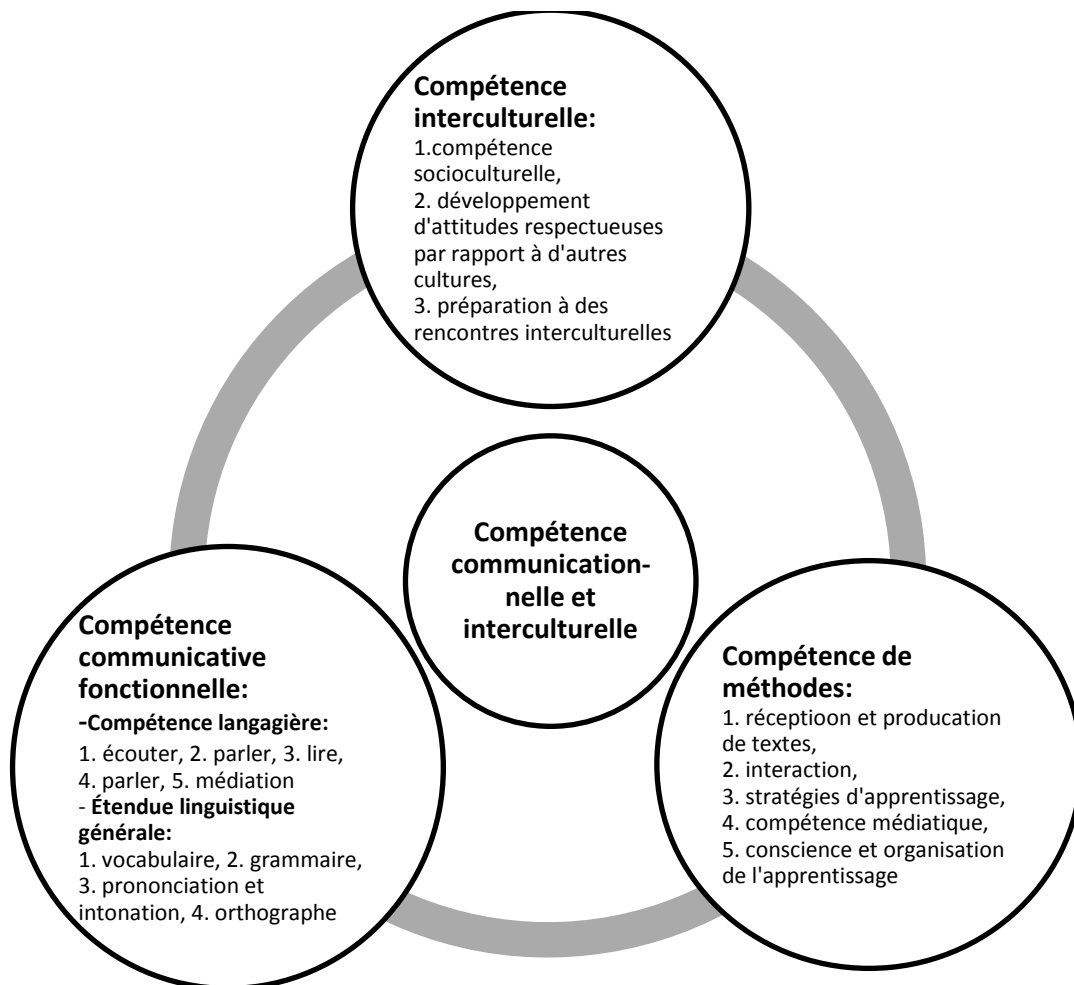 Compétence
interculturelle:
1.compétence
socioculturelle,
2. développement
d'attitudes respectueuses
par rapport à d'autres
cultures,
3. préparation à des
rencontres interculturelles
Compétence
communication-
nelle et
interculturelle
Compétence
communicative
fonctionnelle:
-Compétence langagière:
1. écouter, 2. parler, 3. lire,
4. parler, 5. médiation
- Étendue linguistique
générale:
1. vocabulaire, 2. grammaire,
3. prononciation et
intonation, 4. orthographe
Compétence de
méthodes:
1. réceptioon et producation
de textes,
2. interaction,
3. stratégies d'apprentissage,
4. compétence médiatique,
5. conscience et organisation
de l'apprentissage